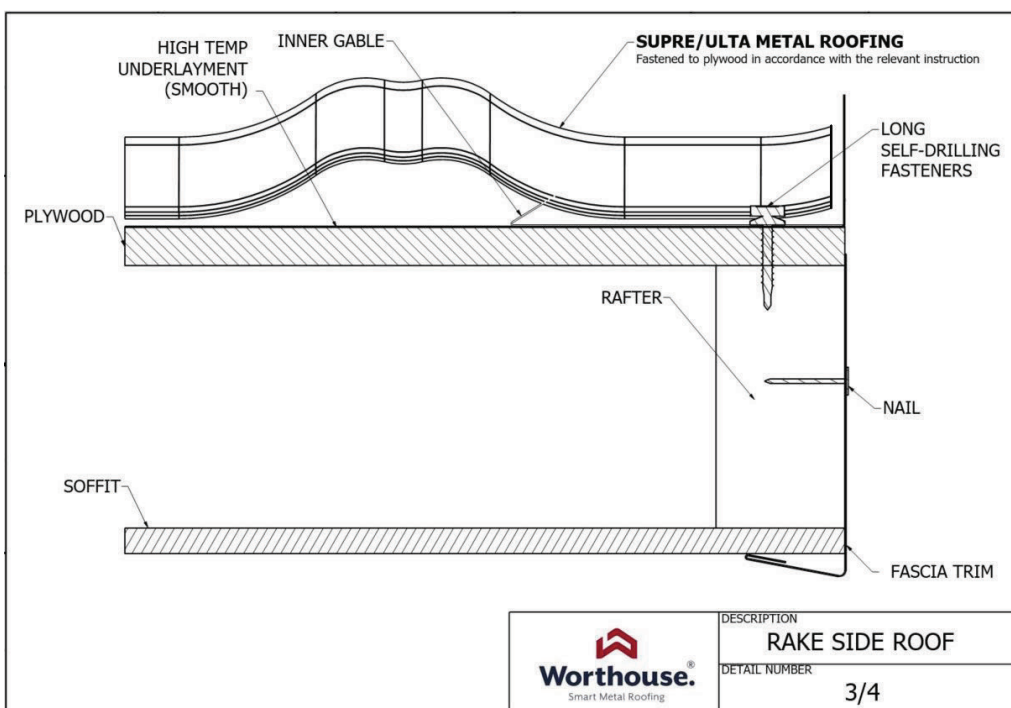 HIGH TEMP
UNDERLAYMENT
(SMOOTH)
INNER GABLE
SUPRE/ULTA METAL ROOFING
Fastened to plywood in accordance with the relevant instruction
LONG
SELF-DRILLING
FASTENERS
PLYWOOD
RAFTER
NAIL
SOFFIT
FASCIA TRIM
Worthouse.®
Smart Metal Roofing
DESCRIPTION
RAKE SIDE ROOF
DETAIL NUMBER
3/4